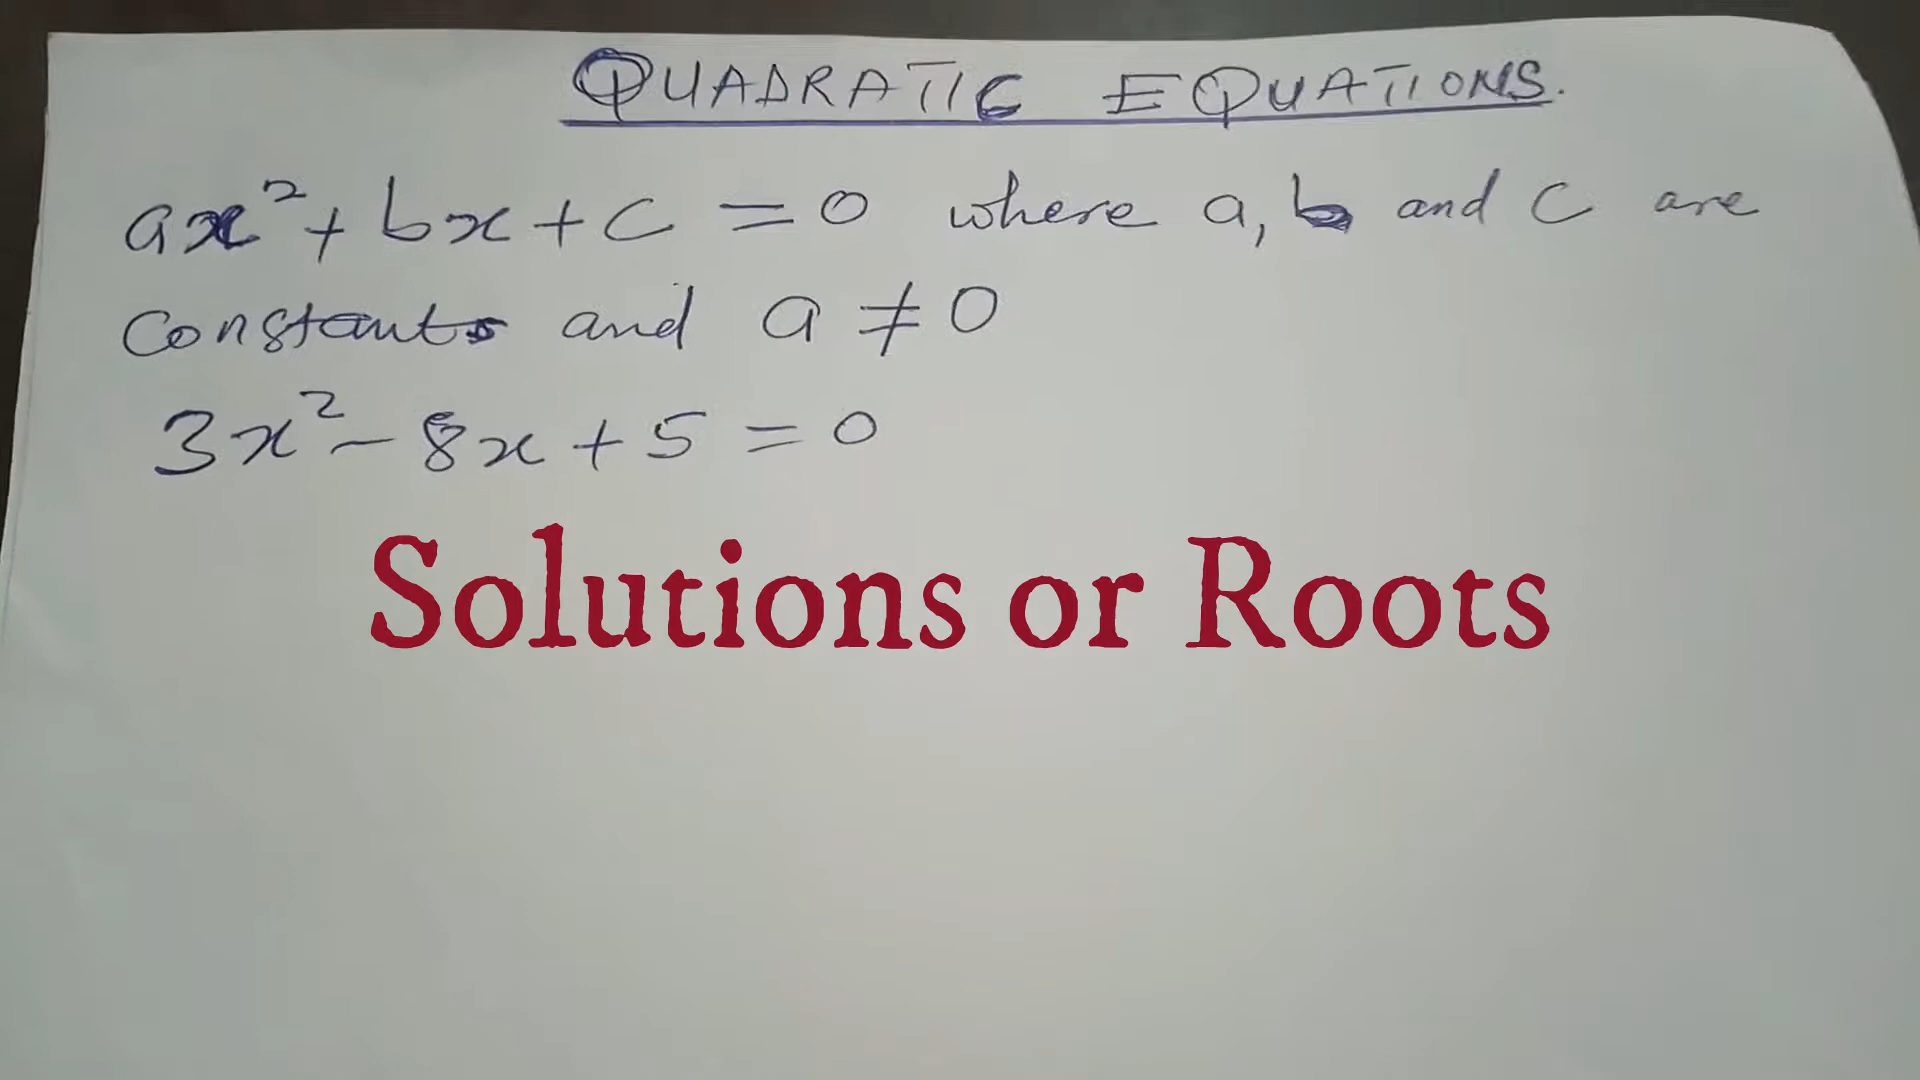 QUADRATIC EQUATIONS.
ax² + bx + c = 0 where a, b and c are
constants and a ≠ 0
3x² - 8x + 5 = 0
Solutions or Roots